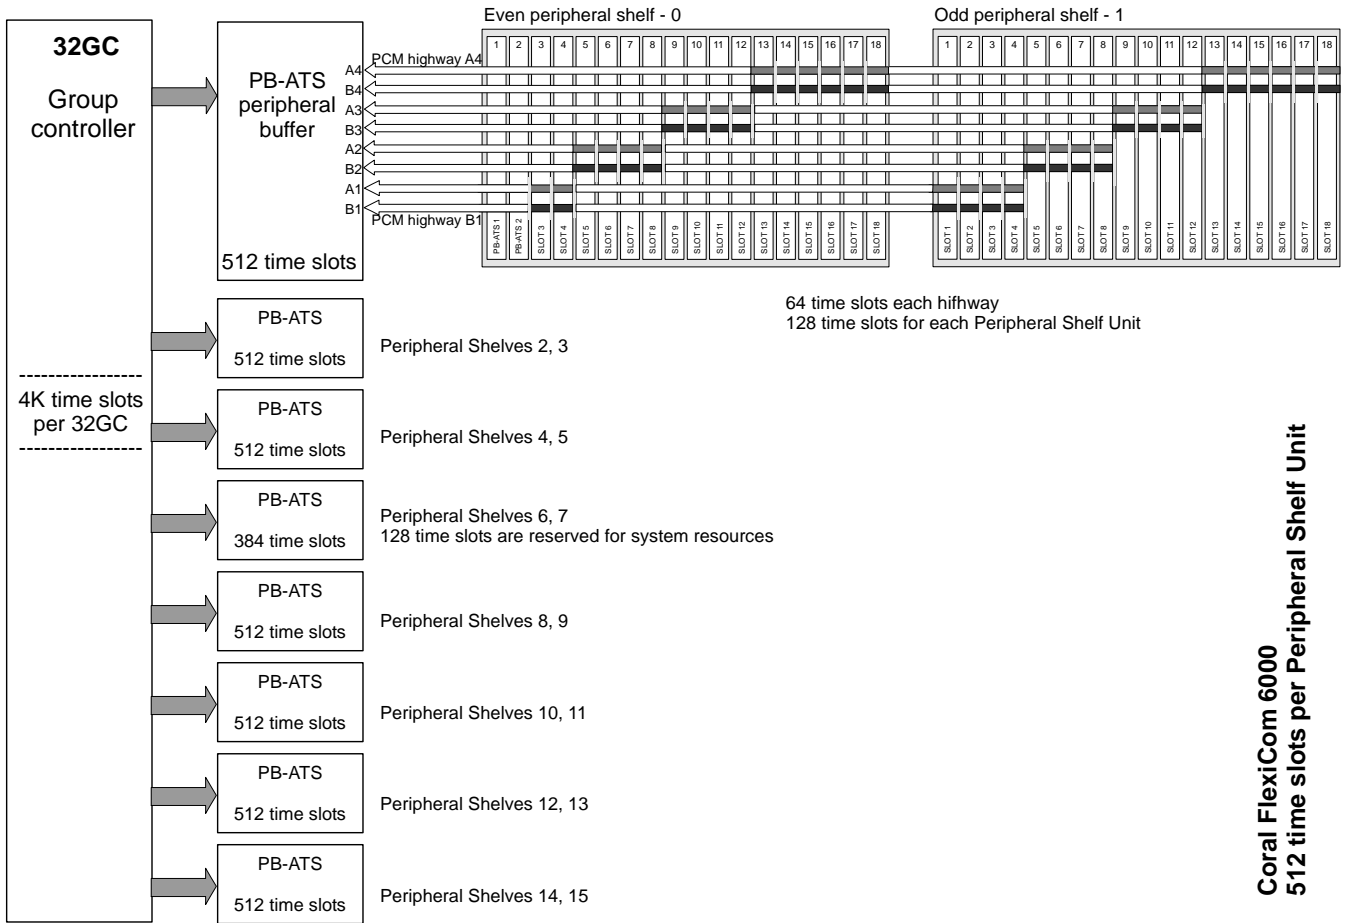 32GC
Group
controller
4K time slots
per 32GC
PB-ATS
peripheral
buffer
512 time slots
A4
B4
A3
B3
A2
B2
A1
B1
PCM highway A4
PCM highway B1
Even peripheral shelf - 0
1 2 3 4 5 6 7 8 9 10 11 12 13 14 15 16 17 18
PB-ATS 1
PB-ATS 2
SLOT 3
SLOT 4
SLOT 5
SLOT 6
SLOT 7
SLOT 8
SLOT 9
SLOT 10
SLOT 11
SLOT 12
SLOT 13
SLOT 14
SLOT 15
SLOT 16
SLOT 17
SLOT 18
Odd peripheral shelf - 1
1 2 3 4 5 6 7 8 9 10 11 12 13 14 15 16 17 18
SLOT 1
SLOT 2
SLOT 3
SLOT 4
SLOT 5
SLOT 6
SLOT 7
SLOT 8
SLOT 9
SLOT 10
SLOT 11
SLOT 12
SLOT 13
SLOT 14
SLOT 15
SLOT 16
SLOT 17
SLOT 18
64 time slots each hifhway
128 time slots for each Peripheral Shelf Unit
PB-ATS
512 time slots
Peripheral Shelves 2, 3
PB-ATS
512 time slots
Peripheral Shelves 4, 5
PB-ATS
384 time slots
Peripheral Shelves 6, 7
128 time slots are reserved for system resources
PB-ATS
512 time slots
Peripheral Shelves 8, 9
PB-ATS
512 time slots
Peripheral Shelves 10, 11
PB-ATS
512 time slots
Peripheral Shelves 12, 13
PB-ATS
512 time slots
Peripheral Shelves 14, 15
Coral FlexiCom 6000
512 time slots per Peripheral Shelf Unit